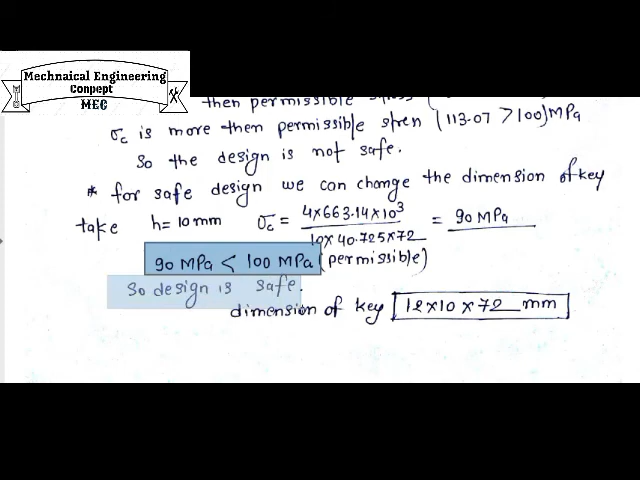 Mechnaical Engineering
Conpept
MEC
then permissible
σc is more then permissible (113.07 > 100) MPa
So the design is not safe.
* for safe design we can change the dimension of key
take h = 10 mm σc = 4×663.14×10³ / 10×40.725×72 = 90 MPa
90 MPa < 100 MPa (permissible)
So design is safe.
dimension of key 12×10×72 mm